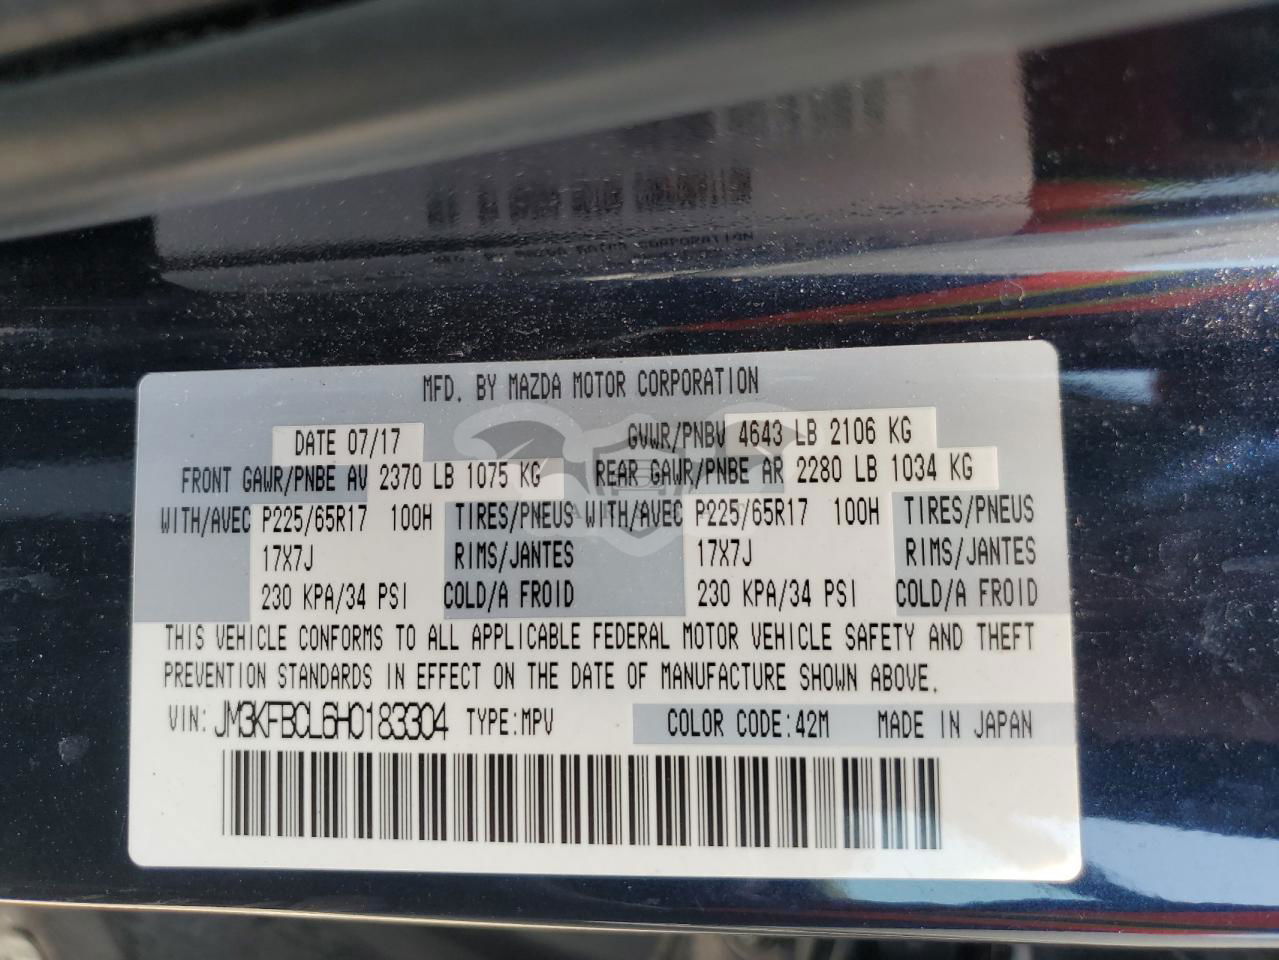 MFD. BY MAZDA MOTOR CORPORATION
DATE 07/17 GVWR/PNBV 4643 LB 2106 KG
FRONT GAWR/PNBE AV 2370 LB 1075 KG REAR GAWR/PNBE AR 2280 LB 1034 KG
WITH/AVEC P225/65R17 100H TIRES/PNEUS WITH/AVEC P225/65R17 100H TIRES/PNEUS
17X7J RIMS/JANTES 17X7J RIMS/JANTES
230 KPA/34 PSI COLD/A FROID 230 KPA/34 PSI COLD/A FROID
THIS VEHICLE CONFORMS TO ALL APPLICABLE FEDERAL MOTOR VEHICLE SAFETY AND THEFT
PREVENTION STANDARDS IN EFFECT ON THE DATE OF MANUFACTURE SHOWN ABOVE.
VIN: JM3KFBCL6H0183304 TYPE:MPV COLOR CODE:42M MADE IN JAPAN